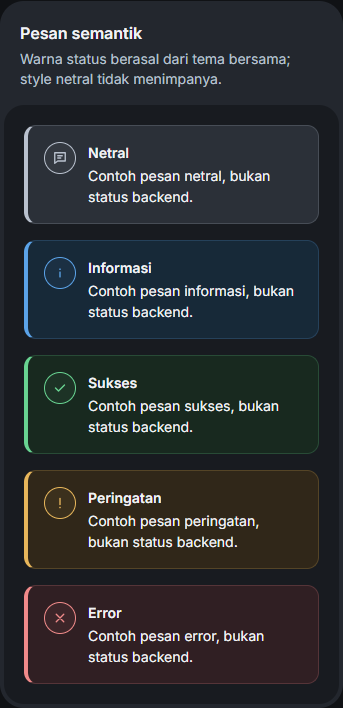 Pesan semantik
Warna status berasal dari tema bersama;
style netral tidak menimpanya.
Netral
Contoh pesan netral, bukan
status backend.
Informasi
Contoh pesan informasi, bukan
status backend.
Sukses
Contoh pesan sukses, bukan
status backend.
Peringatan
Contoh pesan peringatan,
bukan status backend.
Error
Contoh pesan error, bukan
status backend.